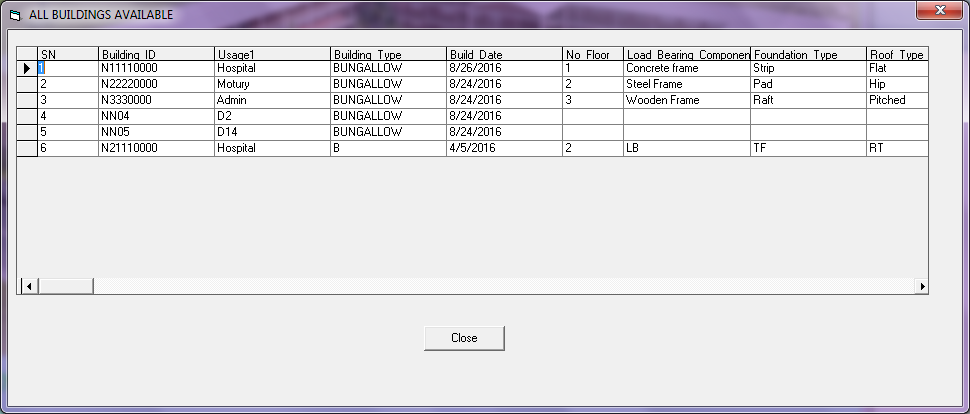 ALL BUILDINGS AVAILABLE
SN Building_ID Usage1 Building_Type Build_Date No_Floor Load_Bearing_Componen Foundation_Type Roof_Type
1 N11110000 Hospital BUNGALLOW 8/26/2016 1 Concrete frame Strip Flat
2 N22220000 Motury BUNGALLOW 8/24/2016 2 Steel Frame Pad Hip
3 N3330000 Admin BUNGALLOW 8/24/2016 3 Wooden Frame Raft Pitched
4 NN04 D2 BUNGALLOW 8/24/2016
5 NN05 D14 BUNGALLOW 8/24/2016
6 N21110000 Hospital B 4/5/2016 2 LB TF RT
Close